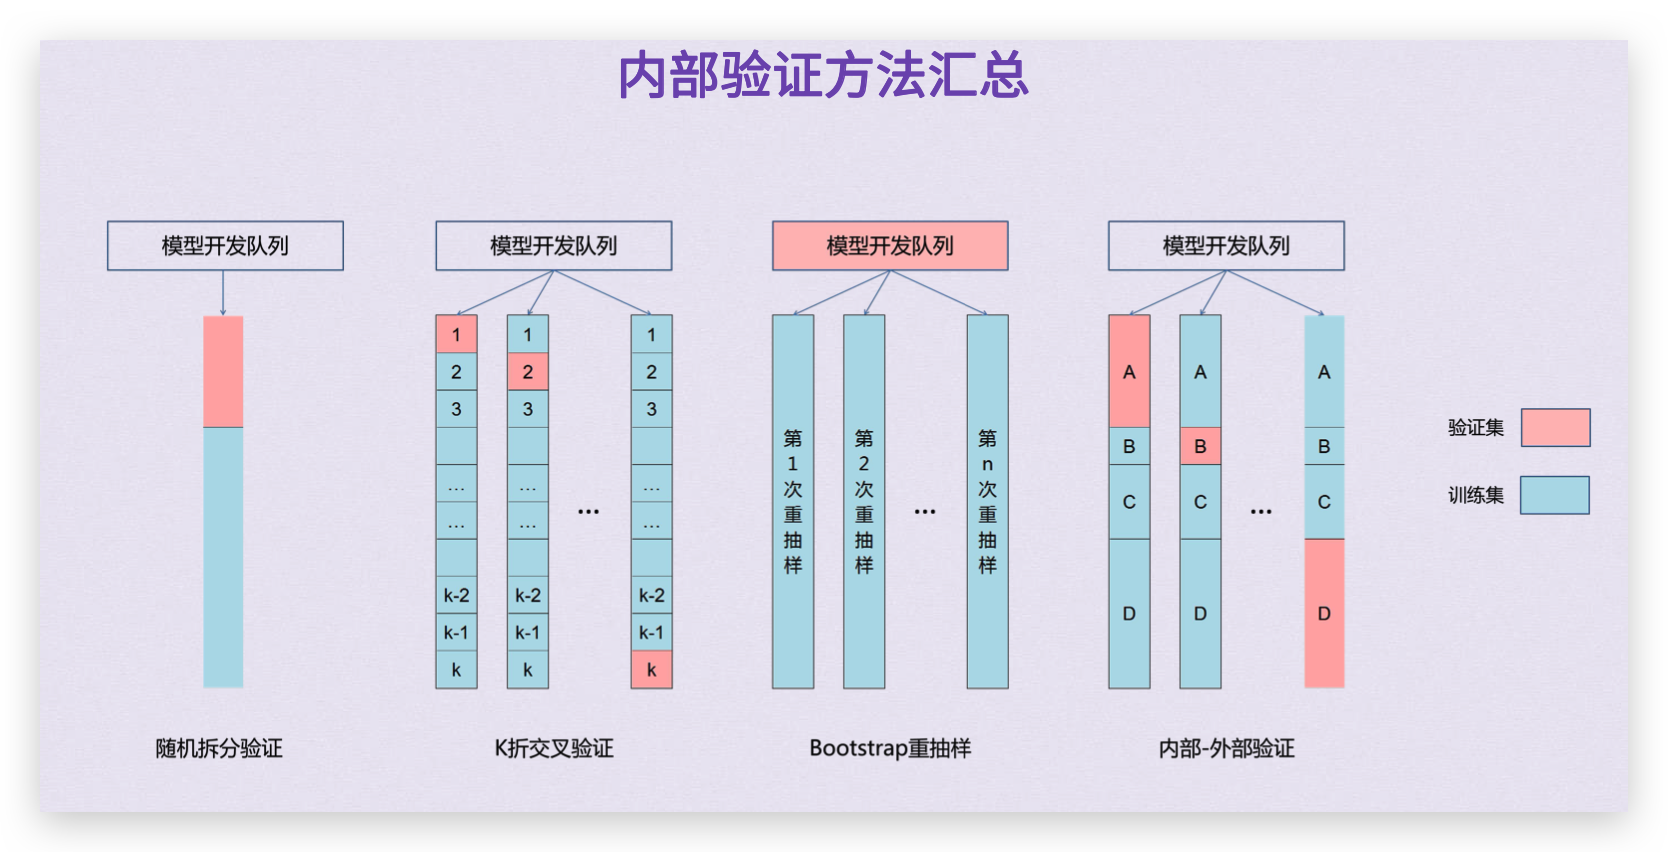 内部验证方法汇总
模型开发队列
随机拆分验证
模型开发队列
1 1 1
2 2 2
3 3 3
... ... ...
... ... ... ...
k-2 k-2 k-2
k-1 k-1 k-1
k k k
K折交叉验证
模型开发队列
第1次重抽样
第2次重抽样
...
第n次重抽样
Bootstrap重抽样
模型开发队列
A A A
B B B
C C ... C
D D D
内部-外部验证
验证集
训练集